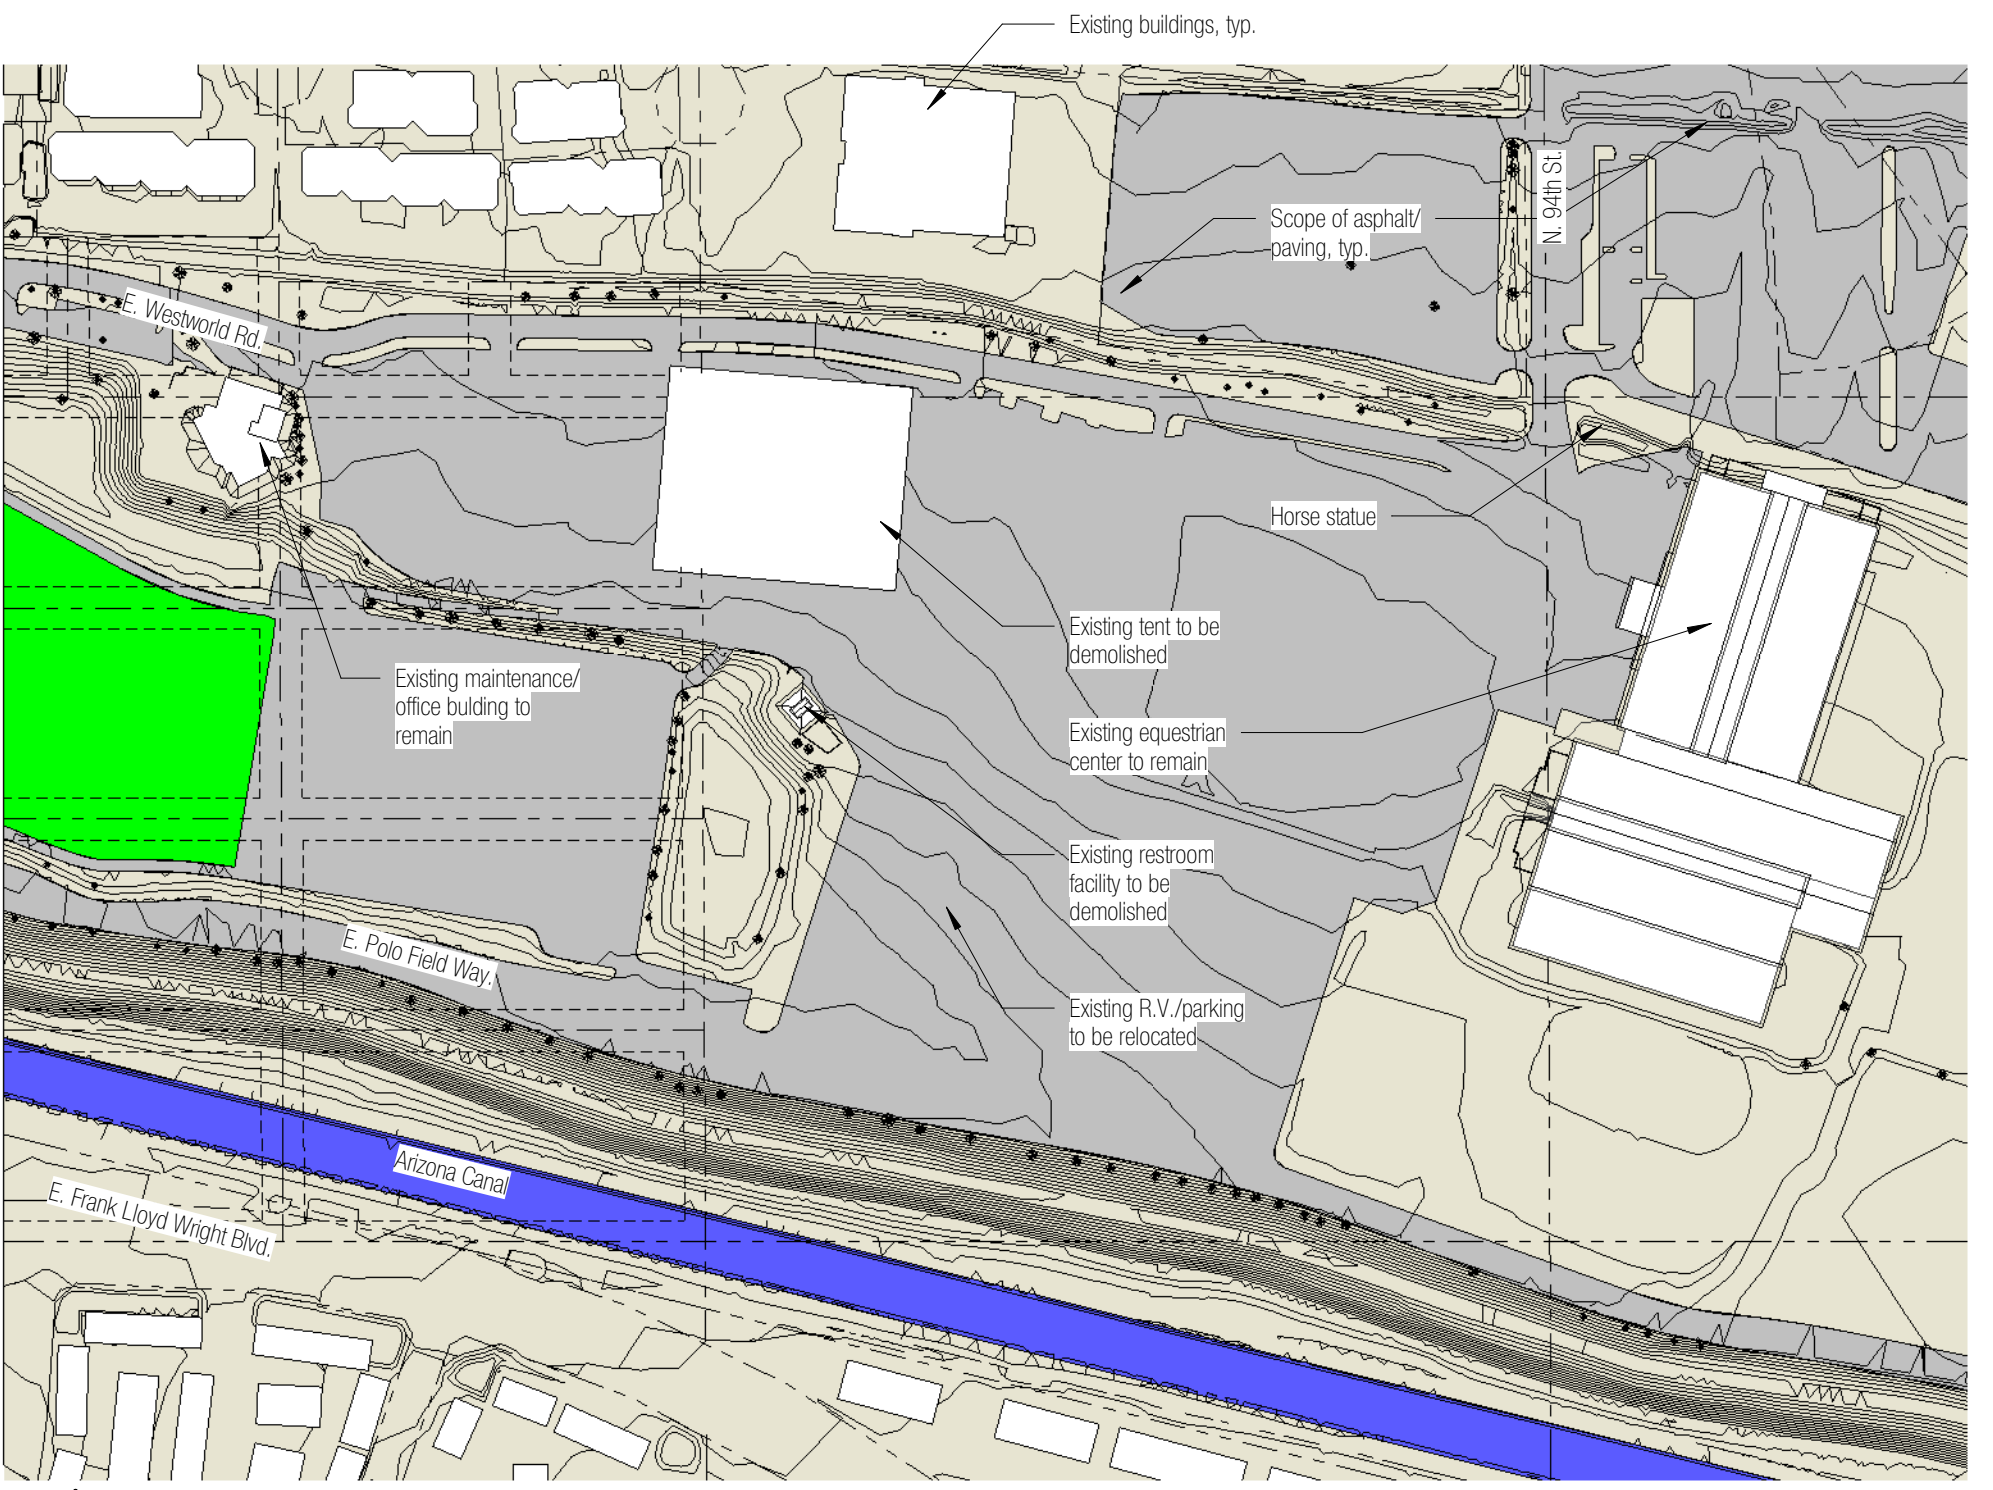 Existing buildings, typ.
N. 94th St.
Scope of asphalt/
paving, typ.
E. Westworld Rd.
Horse statue
Existing tent to be
demolished
Existing maintenance/
office bulding to
remain
Existing equestrian
center to remain
Existing restroom
facility to be
demolished
E. Polo Field Way.
Existing R.V./parking
to be relocated
Arizona Canal
E. Frank Lloyd Wright Blvd.